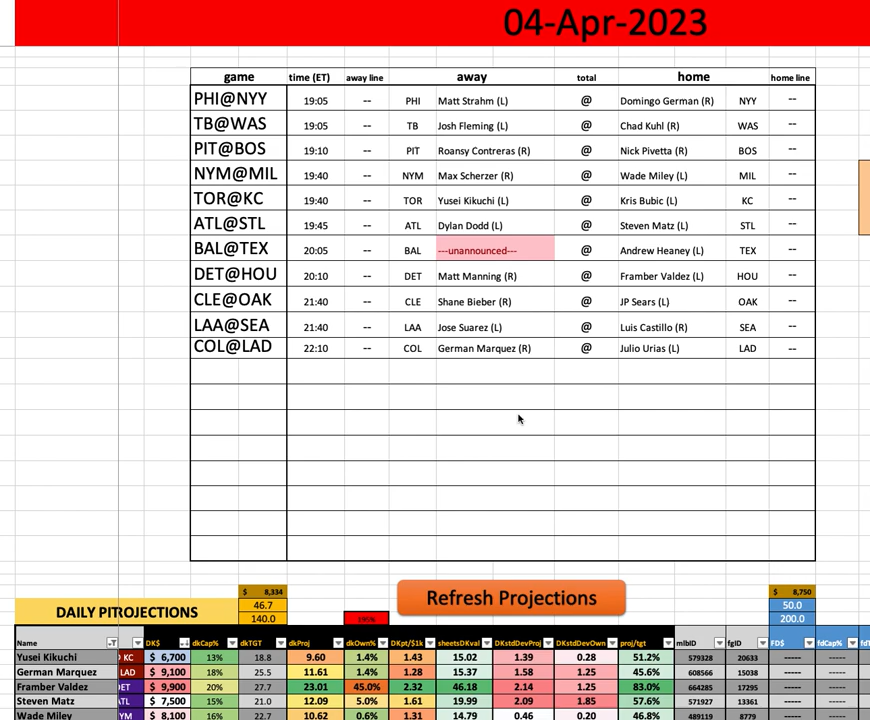 04-Apr-2023
game time (ET) away line away total home home line
PHI@NYY 19:05 -- PHI Matt Strahm (L) @ Domingo German (R) NYY --
TB@WAS 19:05 -- TB Josh Fleming (L) @ Chad Kuhl (R) WAS --
PIT@BOS 19:10 -- PIT Roansy Contreras (R) @ Nick Pivetta (R) BOS --
NYM@MIL 19:40 -- NYM Max Scherzer (R) @ Wade Miley (L) MIL --
TOR@KC 19:40 -- TOR Yusei Kikuchi (L) @ Kris Bubic (L) KC --
ATL@STL 19:45 -- ATL Dylan Dodd (L) @ Steven Matz (L) STL --
BAL@TEX 20:05 -- BAL ---unannounced--- @ Andrew Heaney (L) TEX --
DET@HOU 20:10 -- DET Matt Manning (R) @ Framber Valdez (L) HOU --
CLE@OAK 21:40 -- CLE Shane Bieber (R) @ JP Sears (L) OAK --
LAA@SEA 21:40 -- LAA Jose Suarez (L) @ Luis Castillo (R) SEA --
COL@LAD 22:10 -- COL German Marquez (R) @ Julio Urias (L) LAD --
$ 8,334 $ 8,750
46.7 50.0
DAILY PITROJECTIONS 140.0 Refresh Projections 200.0
Name DK$ dkCap% dkTGT dkProj dkOwn% DKpt/$1k sheetsDKval DKstdDevProj DKstdDevOwn proj/tgt mlbID fgID FD$ fdCap%
Yusei Kikuchi KC $ 6,700 13% 18.8 9.60 1.4% 1.43 15.02 1.39 0.28 51.2% 579328 20633 -----  -----
German Marquez LAD $ 9,100 18% 25.5 11.61 1.4% 1.28 15.37 1.58 1.25 45.6% 608566 15038 ----- -----
Framber Valdez DET $ 9,900 20% 27.7 23.01 45.0% 2.32 46.18 2.14 1.25 83.0% 664285 17295 ----- -----
Steven Matz ATL $ 7,500 15% 21.0 12.09 5.0% 1.61 19.99 2.09 1.85 57.6% 571927 13361 ----- -----
Wade Miley YM $ 8,100 16% 22.7 10.62 0.6% 1.31 14.79 0.46 0.20 46.8% 489119 8779 ----- -----